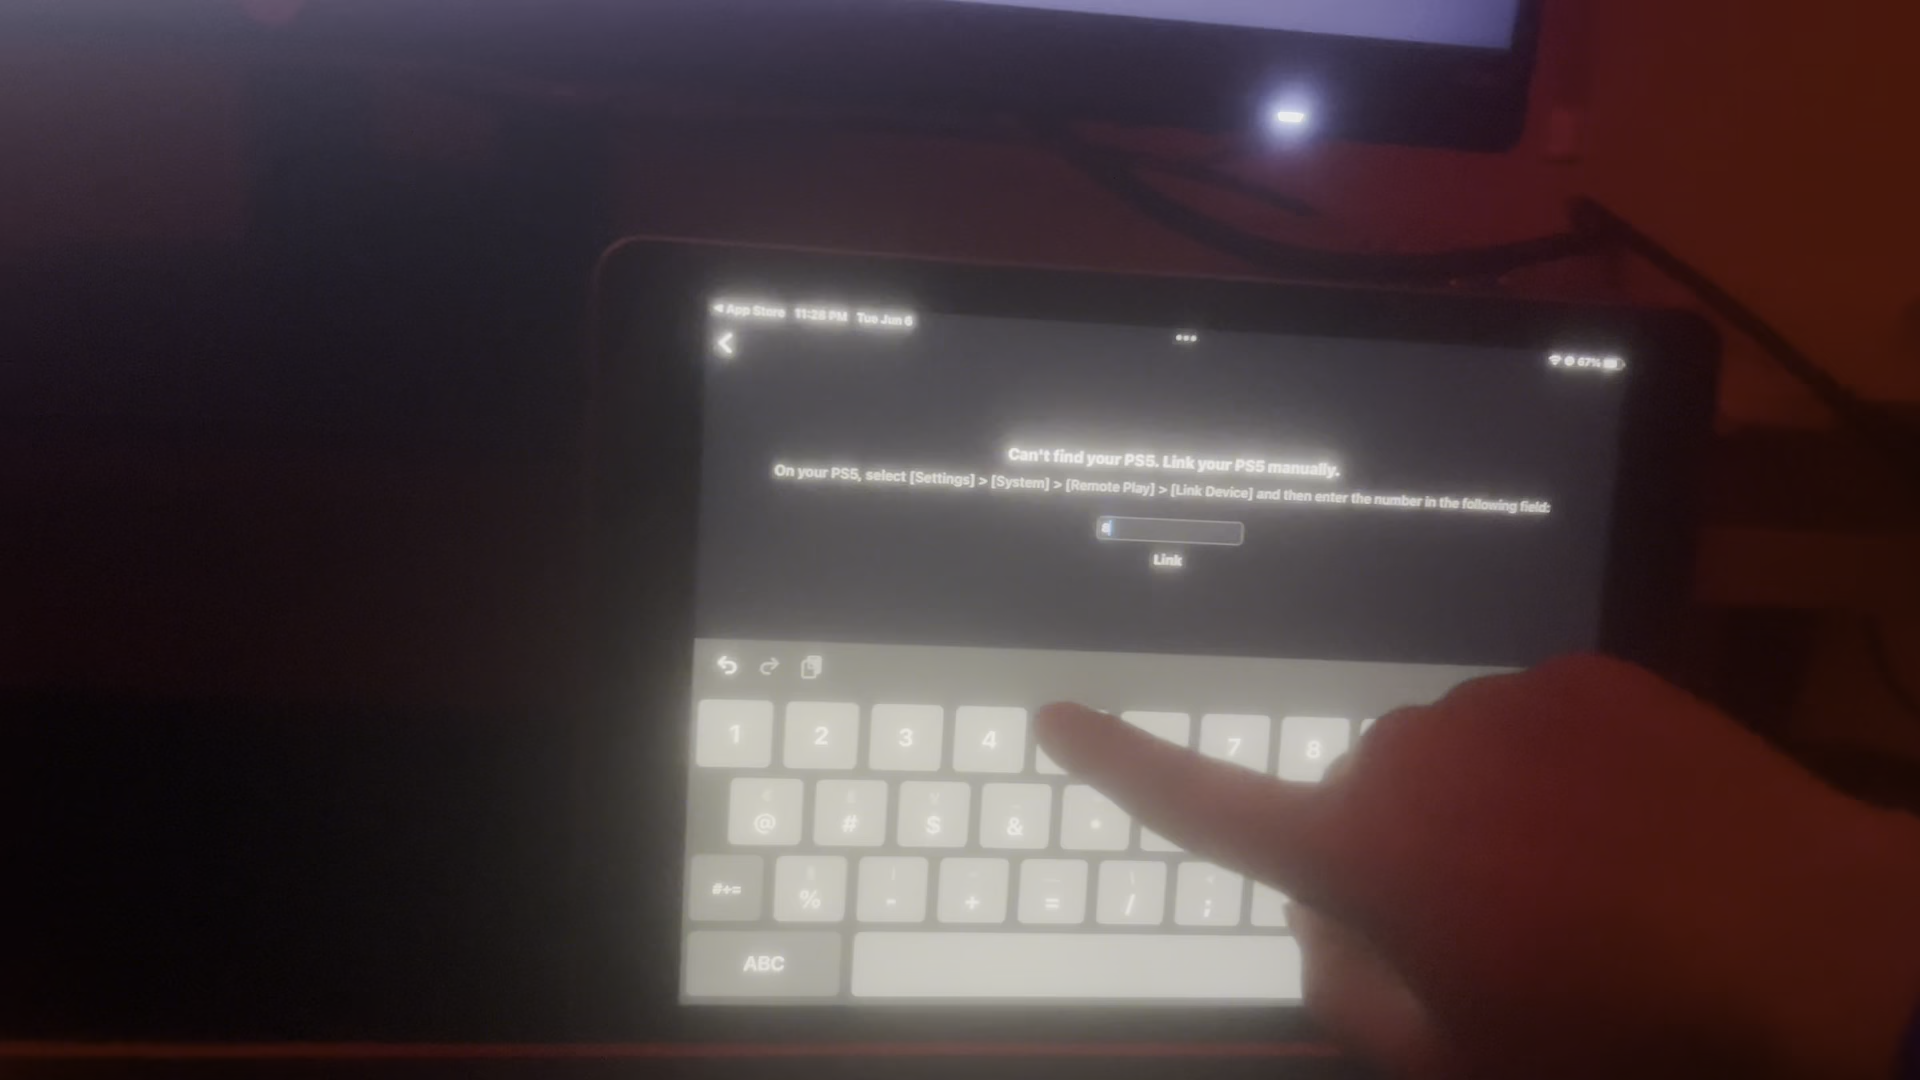 App Store 11:28 PM Tue Jun 6
67%
Can't find your PS5. Link your PS5 manually.
On your PS5, select [Settings] > [System] > [Remote Play] > [Link Device] and then enter the number in the following field:
Link
1 2 3 4 7 8
@ # $ & *
#+= % - + = / ;
ABC